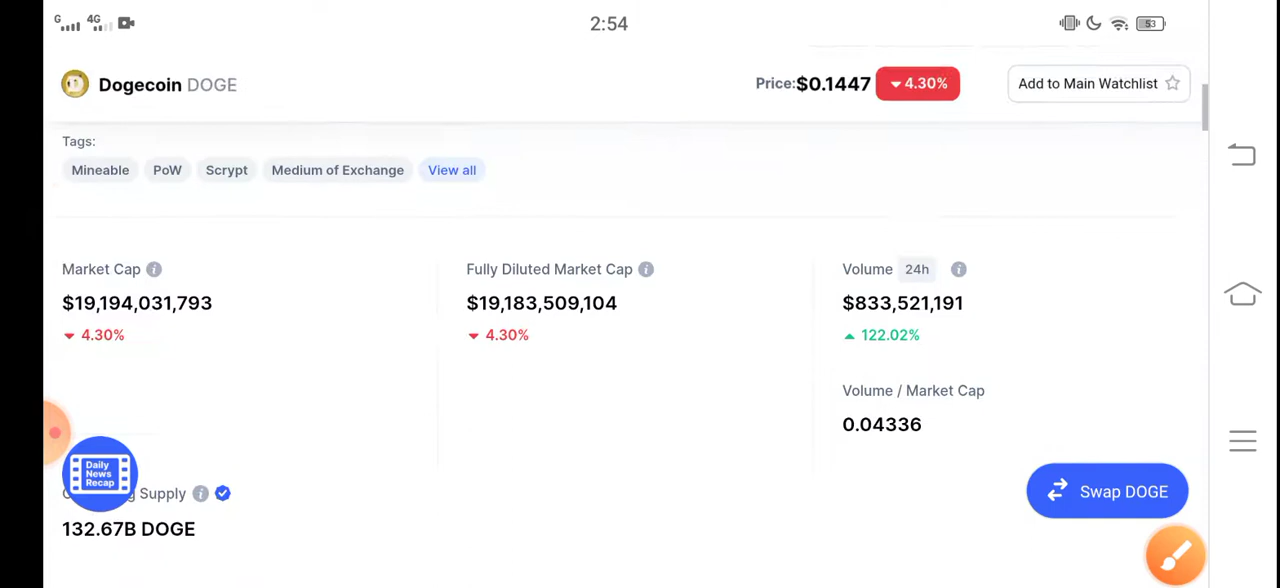 G 4G 2:54 53
Dogecoin DOGE Price:$0.1447 4.30% Add to Main Watchlist
Tags:
Mineable PoW Scrypt Medium of Exchange View all
Market Cap Fully Diluted Market Cap Volume 24h
$19,194,031,793 $19,183,509,104 $833,521,191
4.30% 4.30% 122.02%
Volume / Market Cap
0.04336
Daily
News
Recap
Supply
Swap DOGE
132.67B DOGE